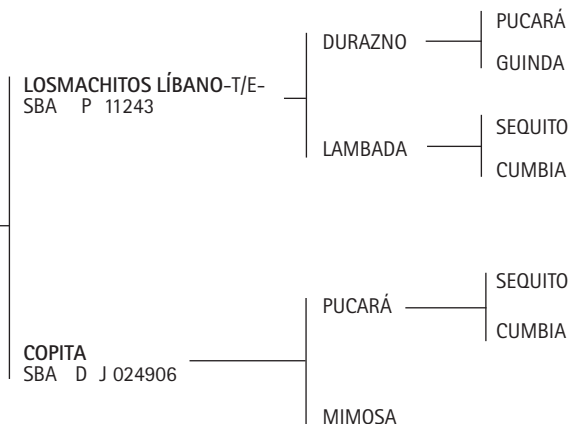 LOSMACHITOS LÍBANO-T/E-
SBA P 11243
DURAZNO
PUCARÁ
GUINDA
LAMBADA
SEQUITO
CUMBIA
COPITA
SBA D J 024906
PUCARÁ
SEQUITO
CUMBIA
MIMOSA